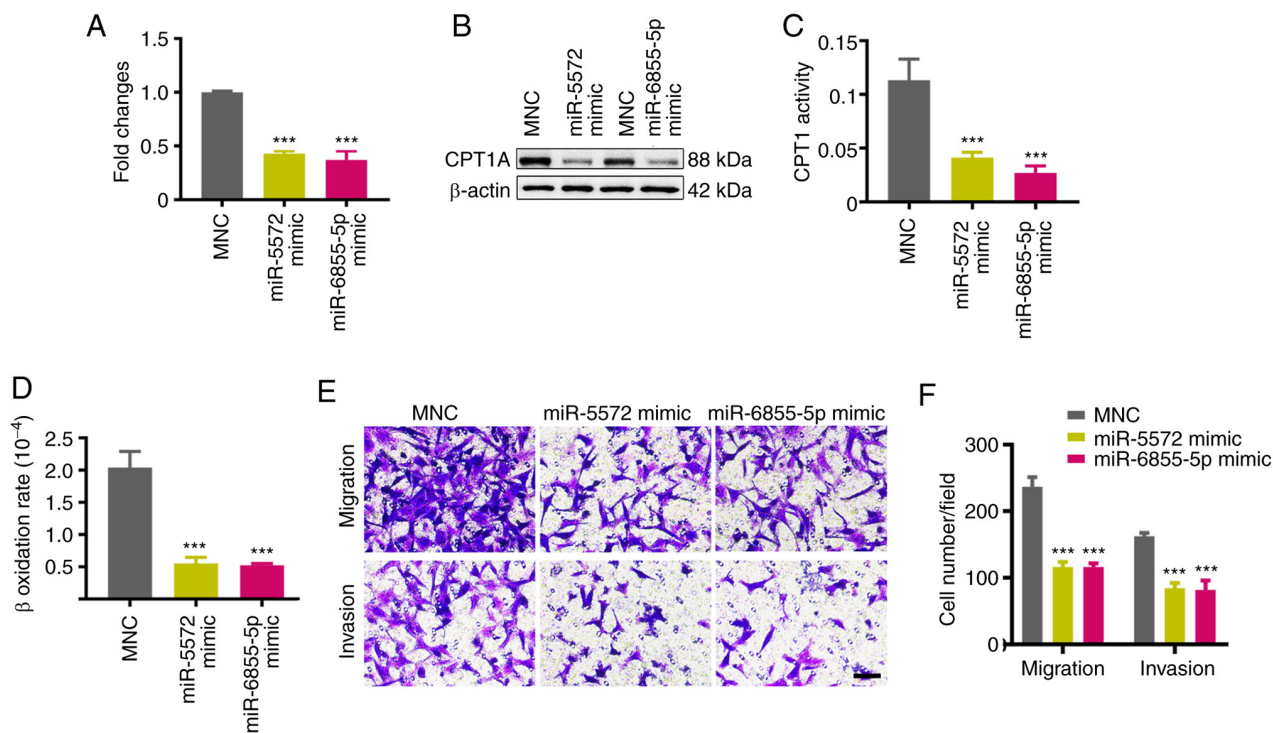 A
1.5
1.0
0.5
0
Fold changes
MNC
miR-5572
mimic
miR-6855-5p
mimic
***
***
B
MNC
miR-5572
mimic
MNC
miR-6855-5p
mimic
CPT1A
88 kDa
β-actin
42 kDa
C
0.15
0.1
0.05
0
CPT1 activity
***
***
MNC
miR-5572
mimic
miR-6855-5p
mimic
D
β oxidation rate (10⁻⁴)
2.5
2.0
1.5
1.0
0.5
***
***
MNC
miR-5572
mimic
miR-6855-5p
mimic
E
MNC
miR-5572 mimic
miR-6855-5p mimic
Migration
Invasion
F
MNC
miR-5572 mimic
miR-6855-5p mimic
Cell number/field
300
200
100
0
*** ***
*** ***
Migration
Invasion